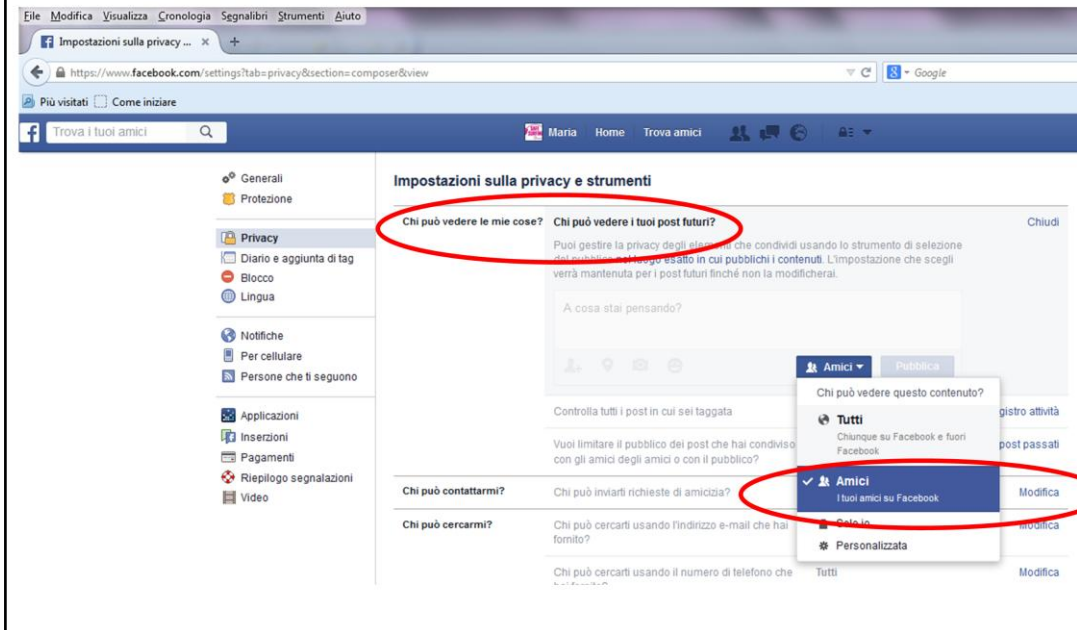 File Modifica Visualizza Cronologia Segnalibri Strumenti Aiuto
Impostazioni sulla privacy ... × +
https://www.facebook.com/settings?tab=privacy&section=composer&view
Google
Più visitati Come iniziare
Trova i tuoi amici
Maria Home Trova amici
Generali
Protezione
Privacy
Diario e aggiunta di tag
Blocco
Lingua
Notifiche
Per cellulare
Persone che ti seguono
Applicazioni
Inserzioni
Pagamenti
Riepilogo segnalazioni
Video
Impostazioni sulla privacy e strumenti
Chi può vedere le mie cose? Chi può vedere i tuoi post futuri? Chiudi
Puoi gestire la privacy degli elementi che condividi usando lo strumento di selezione
del pubblico nel luogo esatto in cui pubblichi i contenuti. L'impostazione che scegli
verrà mantenuta per i post futuri finché non la modificherai.
A cosa stai pensando?
Amici Pubblica
Chi può vedere questo contenuto?
Tutti
Chiunque su Facebook e fuori
Facebook
Amici
I tuoi amici su Facebook
Solo io
Personalizzata
Controlla tutti i post in cui sei taggata gistro attività
Vuoi limitare il pubblico dei post che hai condiviso post passati
con gli amici degli amici o con il pubblico?
Chi può contattarmi? Chi può inviarti richieste di amicizia? Modifica
Chi può cercarmi? Chi può cercarti usando l'indirizzo e-mail che hai Modifica
fornito?
Chi può cercarti usando il numero di telefono che Tutti Modifica